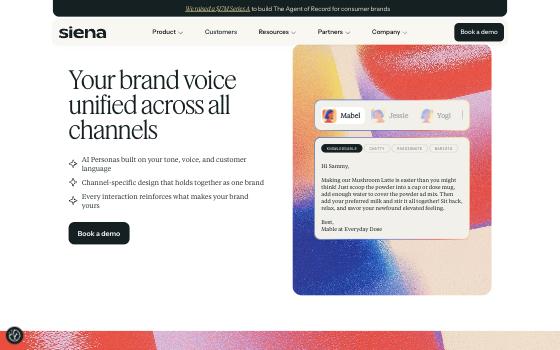 We raised a $17M Series A to build The Agent of Record for consumer brands
siena
Product
Customers
Resources
Partners
Company
Book a demo
Your brand voice
unified across all
channels
AI Personas built on your tone, voice, and customer
language
Channel-specific design that holds together as one brand
Every interaction reinforces what makes your brand
yours
Book a demo
Mabel
Jessie
Yogi
KNOWLEDGEABLE
CHATTY
PASSIONATE
BARISTA
Hi Sammy,
Making our Mushroom Latte is easier than you might
think! Just scoop the powder into a cup or dose mug,
add enough water to cover the powder ad mix. Then
add your preferred milk and stir it all together! Sit back,
relax, and savor your newfound elevated feeling.
Best,
Mable at Everyday Dose